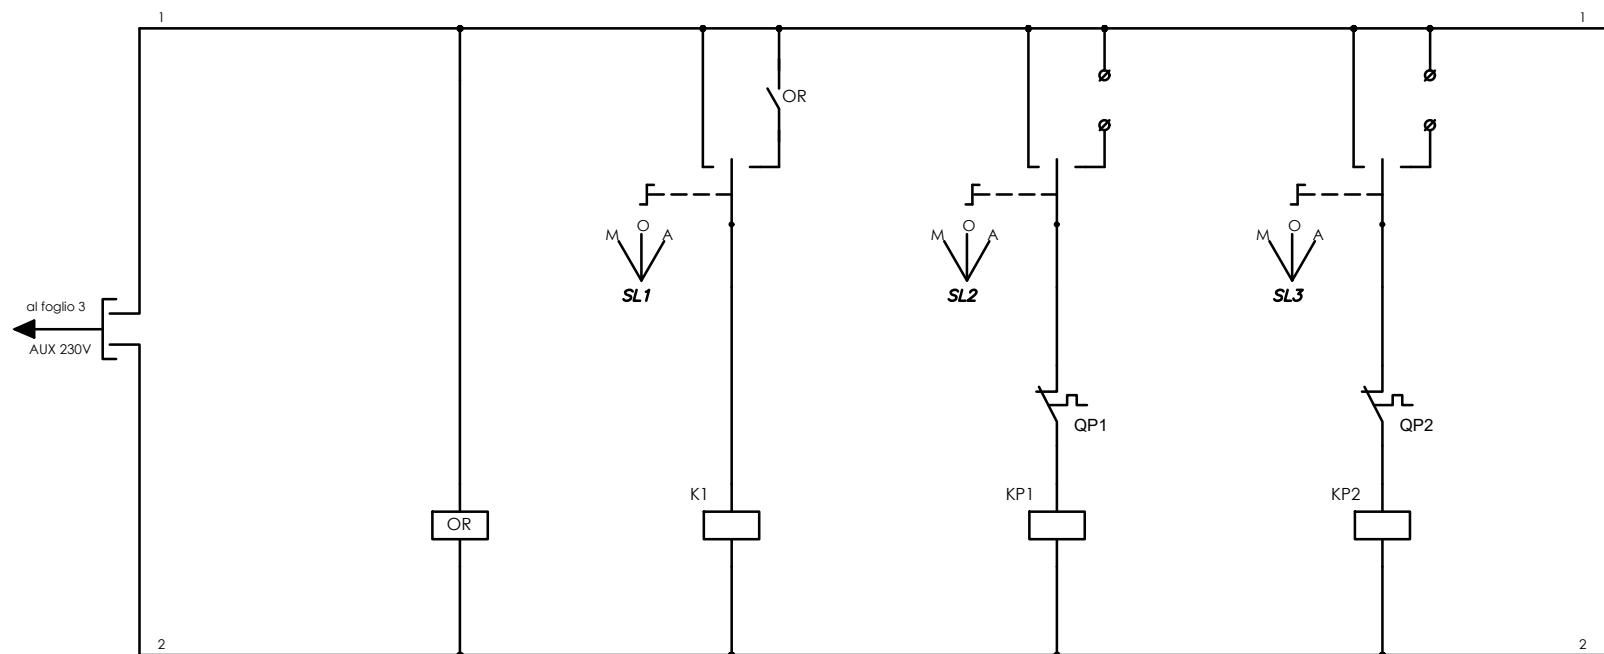 1
1
OR
M
O
A
SL1
M
O
A
SL2
M
O
A
SL3
al foglio 3
AUX 230V
QP1
QP2
K1
KP1
KP2
OR
2
2